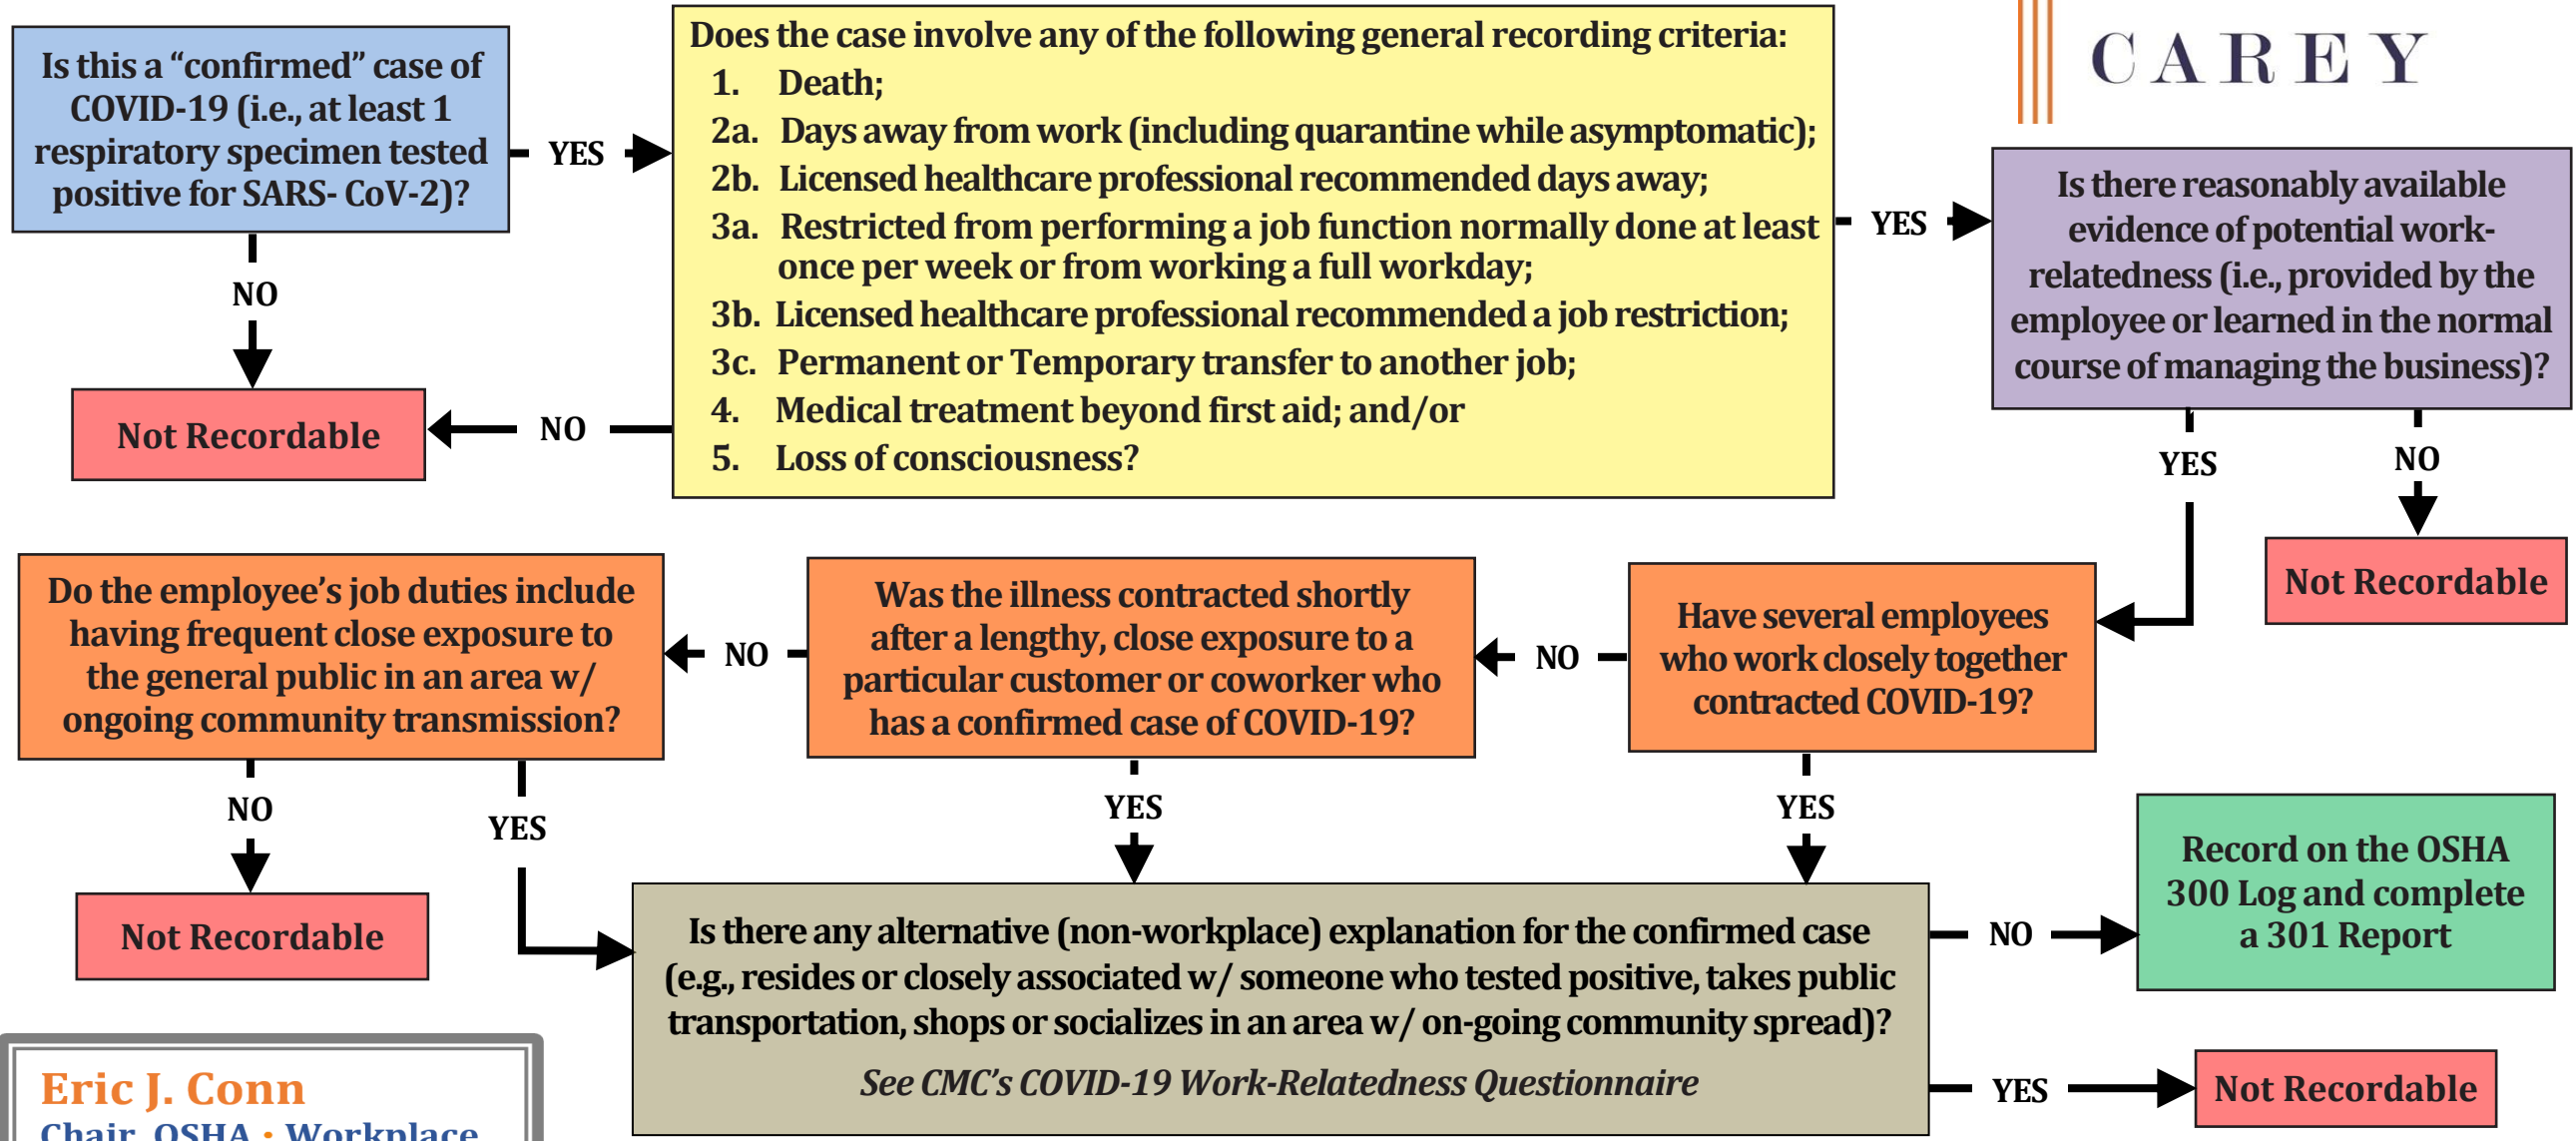 Is this a “confirmed” case of
COVID-19 (i.e., at least 1
respiratory specimen tested
positive for SARS- CoV-2)?
YES
NO
Not Recordable
Does the case involve any of the following general recording criteria:
1. Death;
2a. Days away from work (including quarantine while asymptomatic);
2b. Licensed healthcare professional recommended days away;
3a. Restricted from performing a job function normally done at least
once per week or from working a full workday;
3b. Licensed healthcare professional recommended a job restriction;
3c. Permanent or Temporary transfer to another job;
4. Medical treatment beyond first aid; and/or
5. Loss of consciousness?
NO
YES
CAREY
Is there reasonably available
evidence of potential work-
relatedness (i.e., provided by the
employee or learned in the normal
course of managing the business)?
YES
NO
Not Recordable
Have several employees
who work closely together
contracted COVID-19?
NO
YES
Was the illness contracted shortly
after a lengthy, close exposure to a
particular customer or coworker who
has a confirmed case of COVID-19?
NO
YES
Do the employee’s job duties include
having frequent close exposure to
the general public in an area w/
ongoing community transmission?
NO
YES
Not Recordable
Is there any alternative (non-workplace) explanation for the confirmed case
(e.g., resides or closely associated w/ someone who tested positive, takes public
transportation, shops or socializes in an area w/ on-going community spread)?
See CMC’s COVID-19 Work-Relatedness Questionnaire
NO
Record on the OSHA
300 Log and complete
a 301 Report
YES
Not Recordable
Eric J. Conn
Chair, OSHA • Workplace